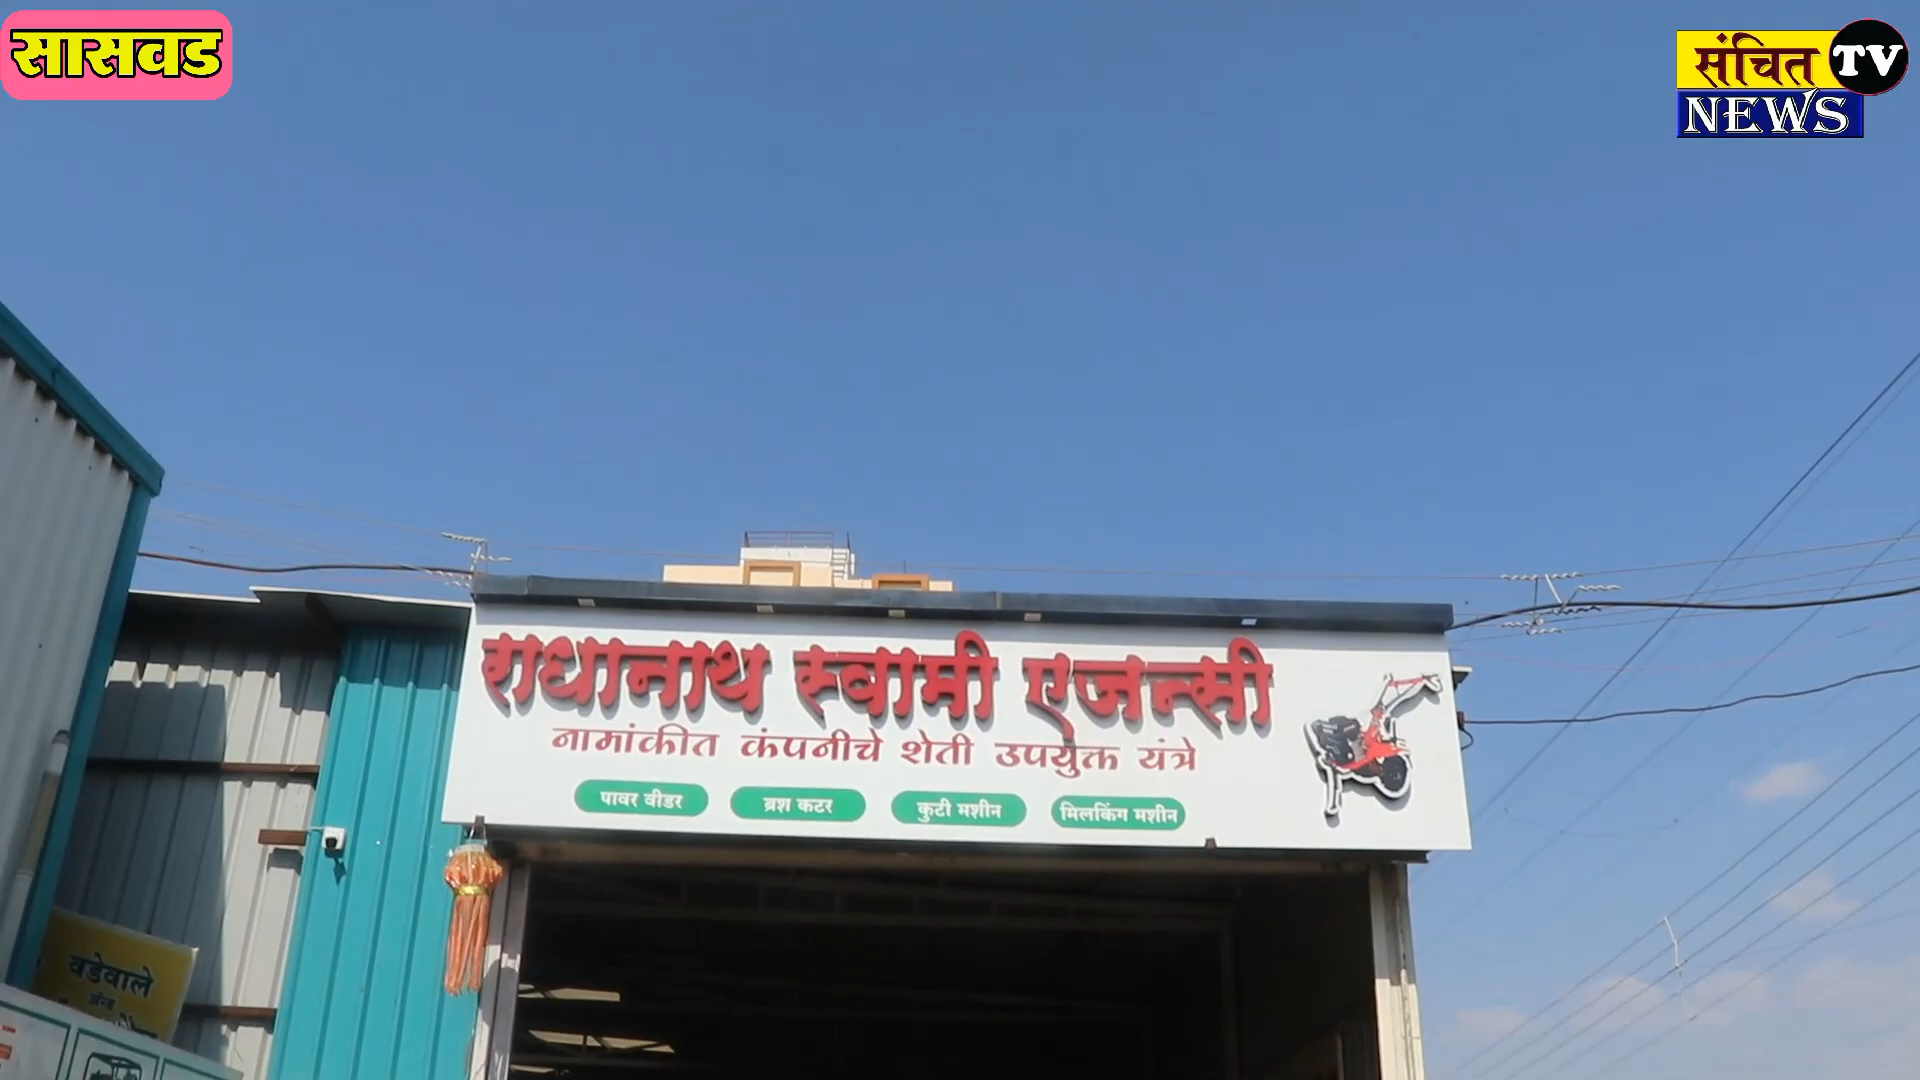 सासवड
संचित TV
NEWS
राधानाथ स्वामी एजन्सी
नामांकीत कंपनीचे शेती उपयुक्त यंत्रे
पावर वीडर ब्रश कटर कुटी मशीन मिलकिंग मशीन
वडेवाले